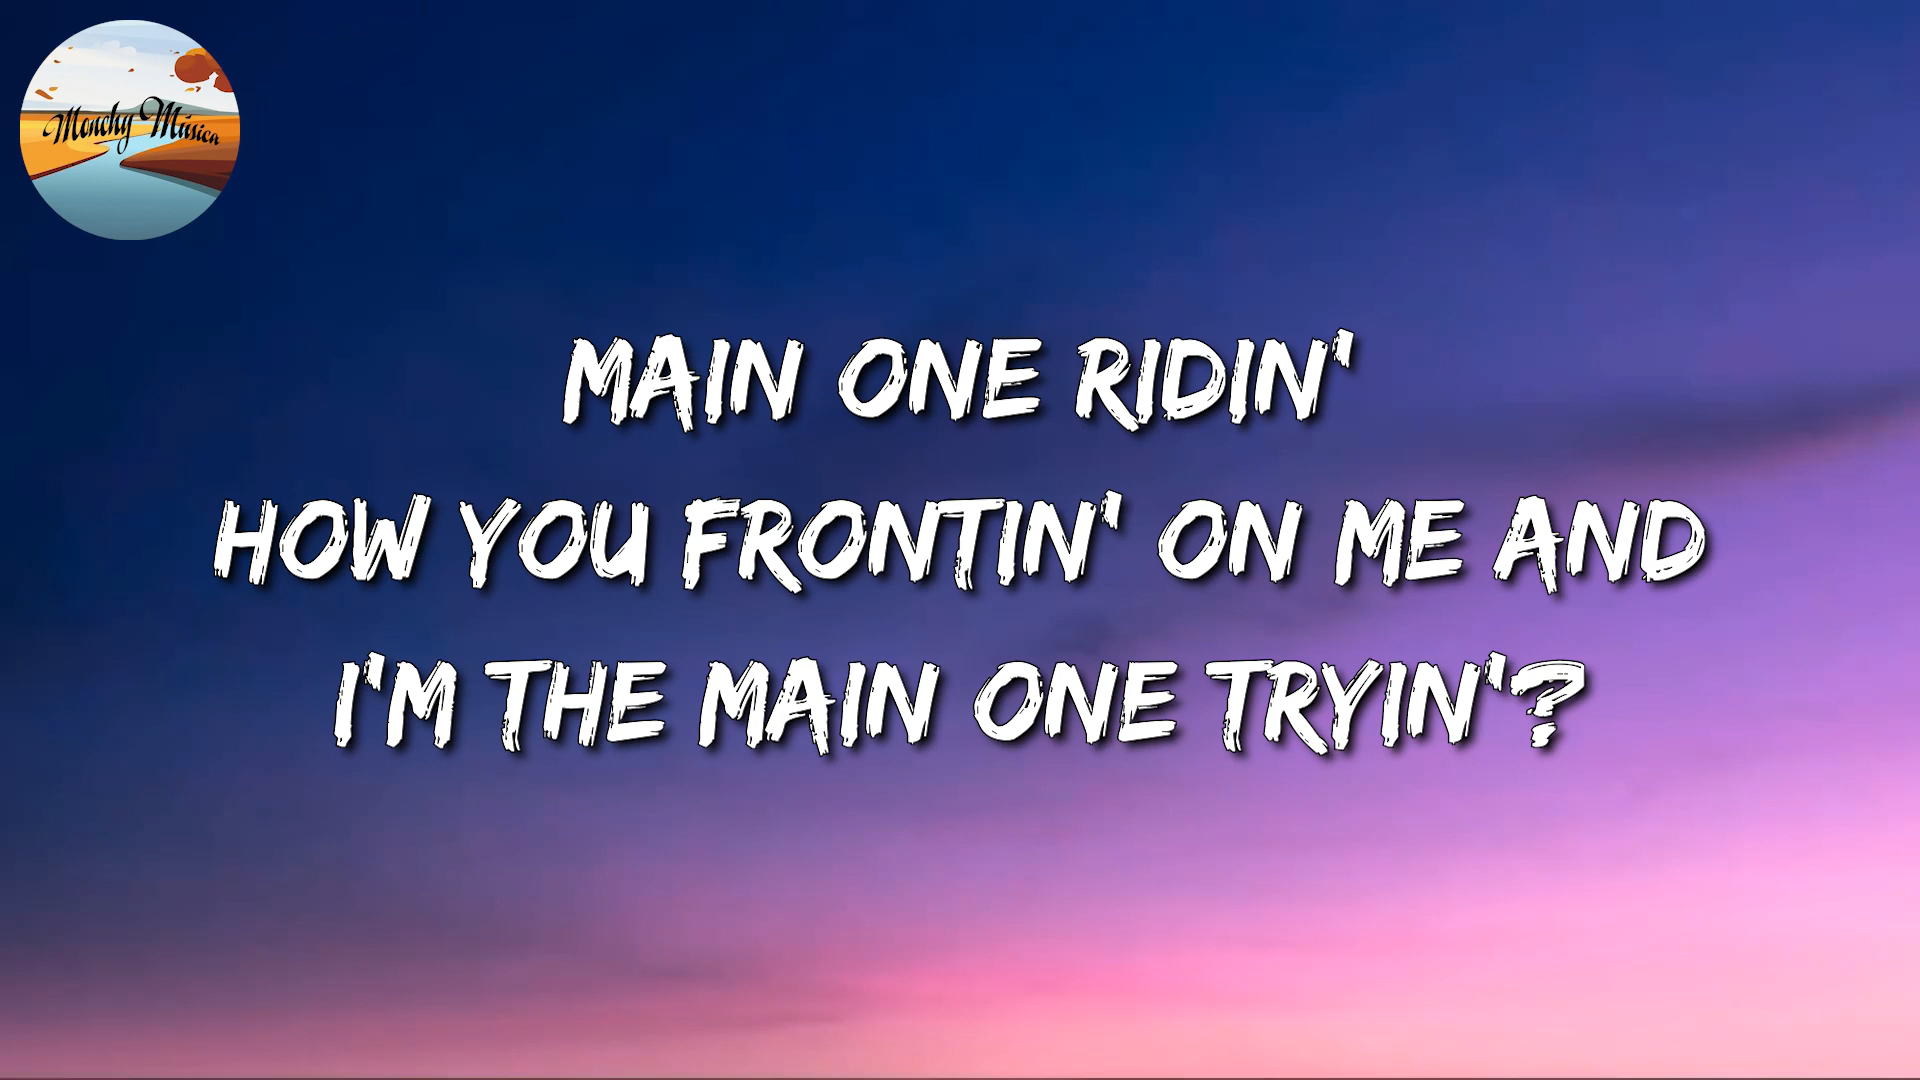 Monchy Música
MAIN ONE RIDIN'
HOW YOU FRONTIN' ON ME AND
I'M THE MAIN ONE TRYIN'?